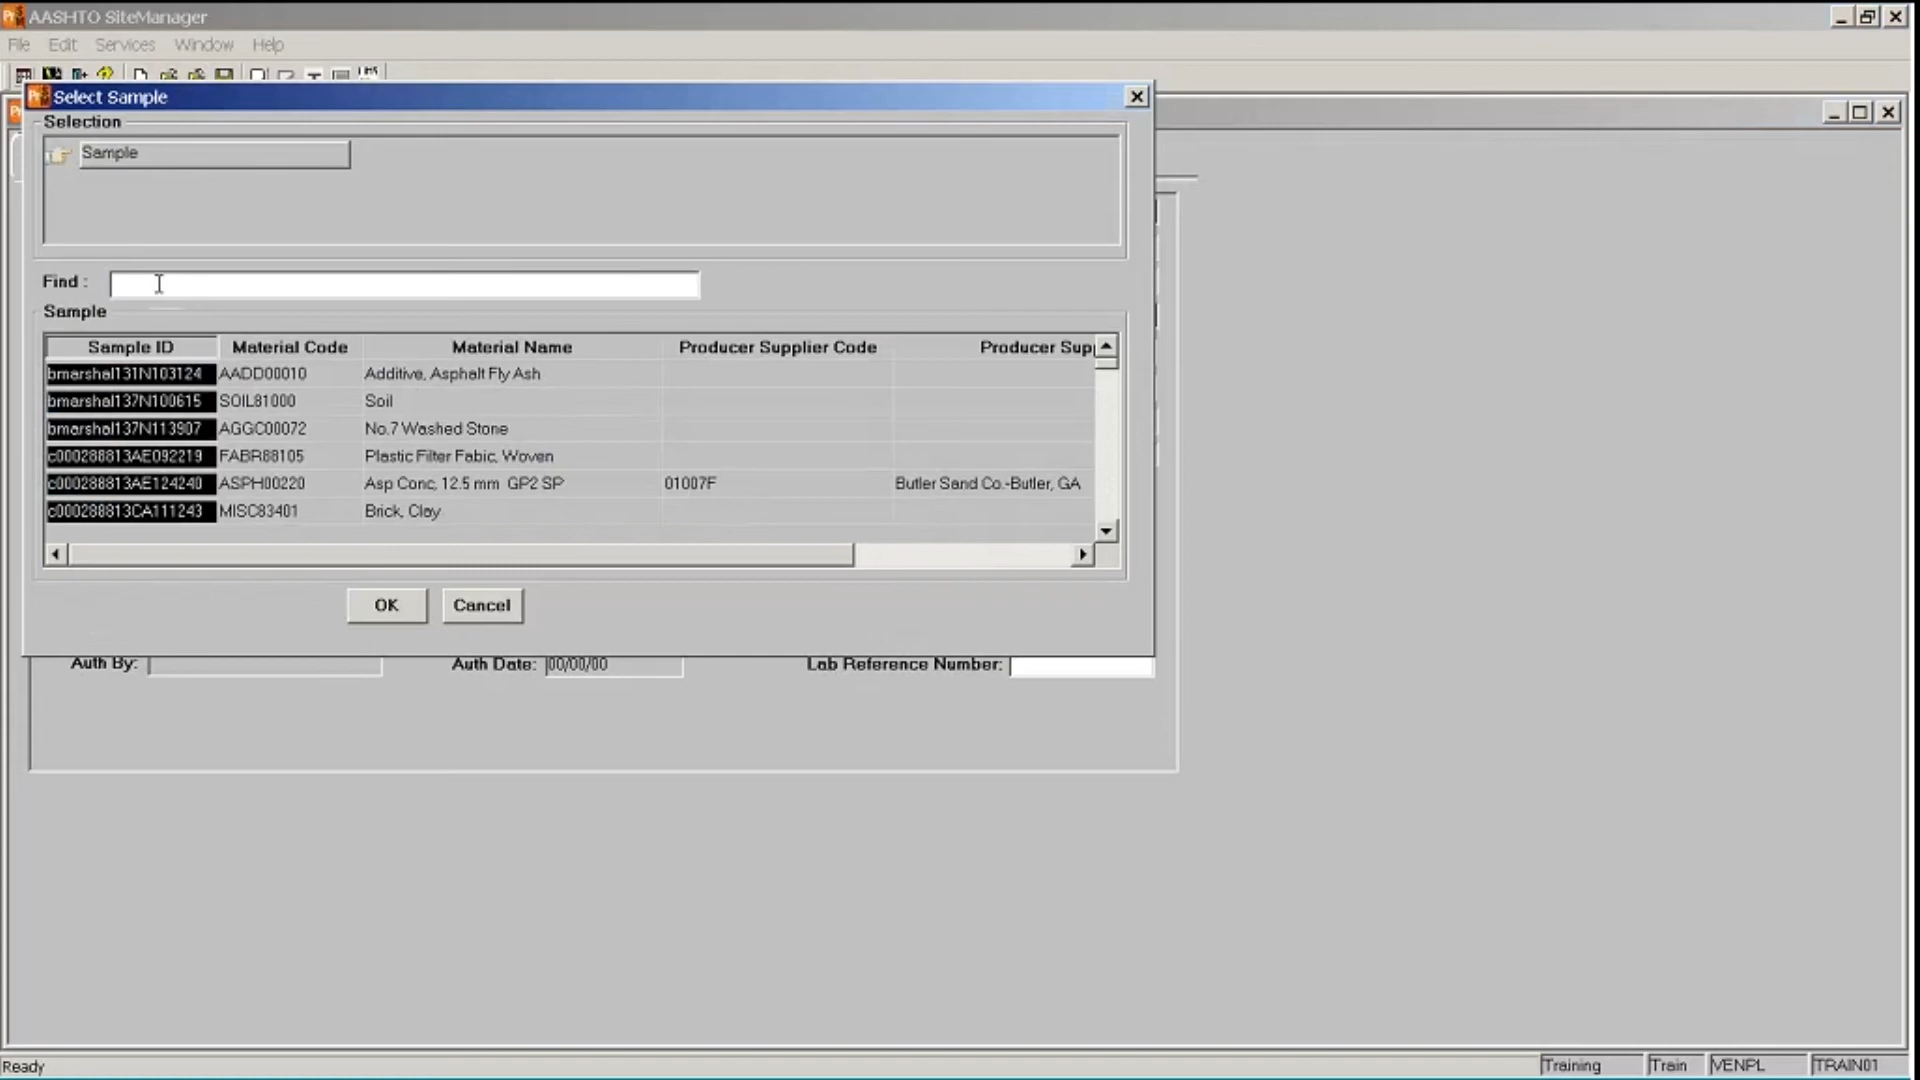 AASHTO SiteManager
File Edit Services Window Help
Select Sample
Selection
Sample
Find :
Sample
Sample ID Material Code Material Name Producer Supplier Code Producer Sup
bmarshal131N103124 AADD00010 Additive, Asphalt Fly Ash
bmarshal137N100615 SOIL81000 Soil
bmarshal137N113907 AGGC00072 No.7 Washed Stone
c000288813AE092219 FABR88105 Plastic Filter Fabic, Woven
c000288813AE124240 ASPH00220 Asp Conc, 12.5 mm GP2 SP 01007F Butler Sand Co.-Butler, GA
c000288813CA111243 MISC83401 Brick, Clay
OK Cancel
Auth By: Auth Date: 00/00/00 Lab Reference Number:
Ready Training Train VENPL TRAIN01